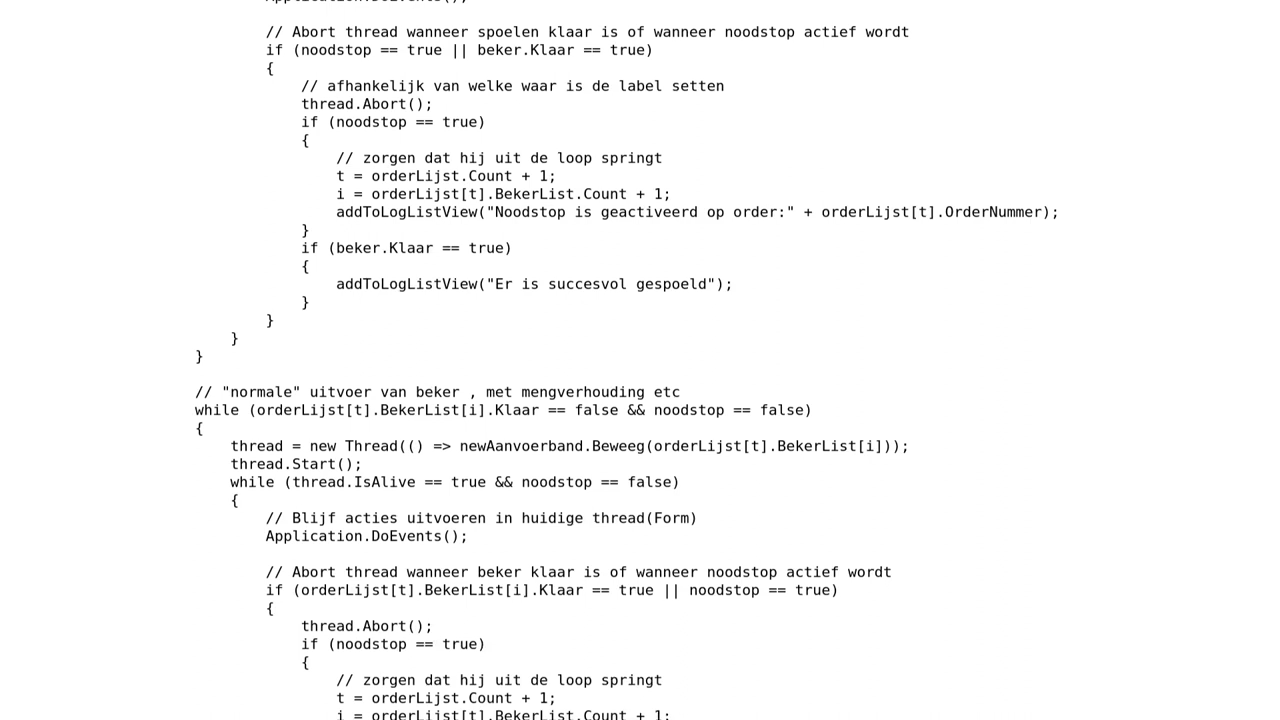 Application.DoEvents();
// Abort thread wanneer spoelen klaar is of wanneer noodstop actief wordt
if (noodstop == true || beker.Klaar == true)
{
// afhankelijk van welke waar is de label setten
thread.Abort();
if (noodstop == true)
{
// zorgen dat hij uit de loop springt
t = orderLijst.Count + 1;
i = orderLijst[t].BekerList.Count + 1;
addToLogListView("Noodstop is geactiveerd op order:" + orderLijst[t].OrderNummer);
}
if (beker.Klaar == true)
{
addToLogListView("Er is succesvol gespoeld");
}
}
}
}
// "normale" uitvoer van beker , met mengverhouding etc
while (orderLijst[t].BekerList[i].Klaar == false && noodstop == false)
{
thread = new Thread(() => newAanvoerband.Beweeg(orderLijst[t].BekerList[i]));
thread.Start();
while (thread.IsAlive == true && noodstop == false)
{
// Blijf acties uitvoeren in huidige thread(Form)
Application.DoEvents();
// Abort thread wanneer beker klaar is of wanneer noodstop actief wordt
if (orderLijst[t].BekerList[i].Klaar == true || noodstop == true)
{
thread.Abort();
if (noodstop == true)
{
// zorgen dat hij uit de loop springt
t = orderLijst.Count + 1;
i = orderLijst[t].BekerList.Count + 1;